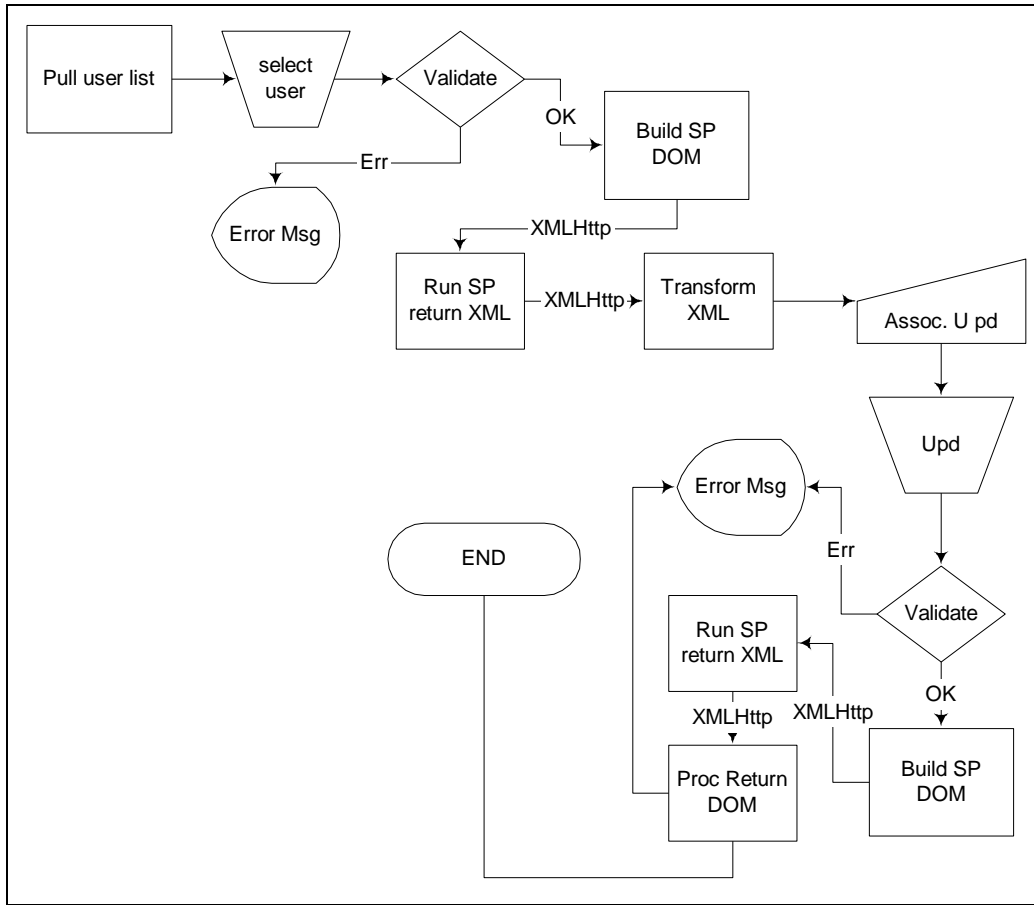 Pull user list
select
user
Validate
OK
Build SP
DOM
Err
Error Msg
XMLHttp
Run SP
return XML
XMLHttp
Transform
XML
Assoc. U pd
Upd
Error Msg
Err
END
Validate
Run SP
return XML
OK
XMLHttp
XMLHttp
Build SP
DOM
Proc Return
DOM